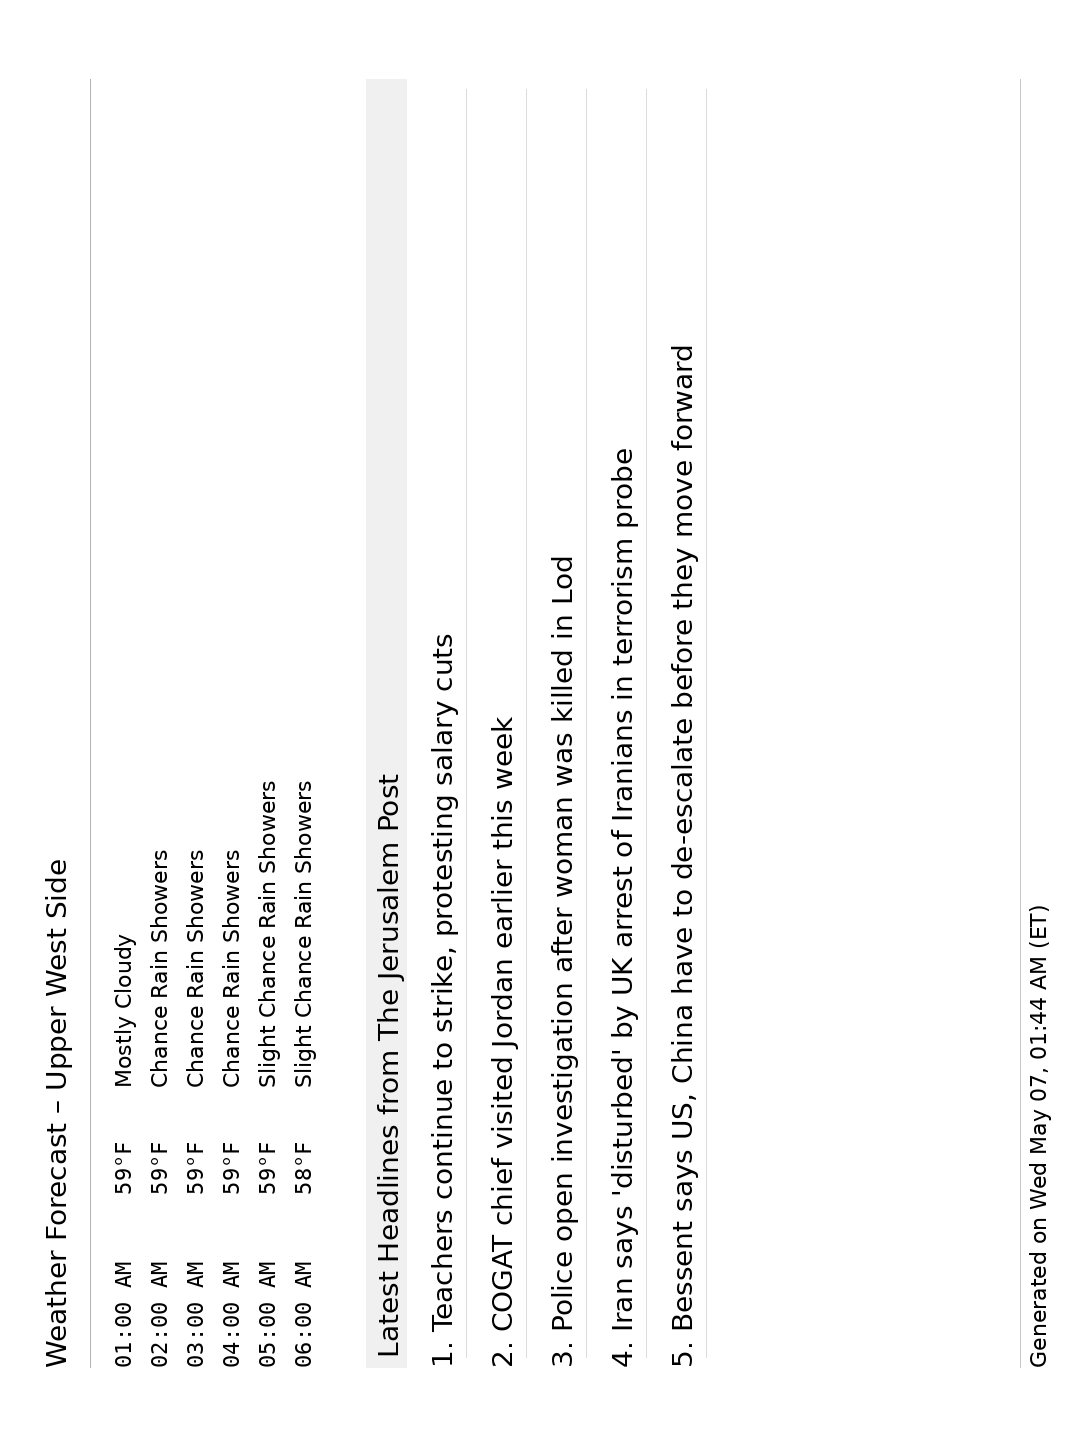 Weather Forecast – Upper West Side
01:00 AM 59°F Mostly Cloudy
02:00 AM 59°F Chance Rain Showers
03:00 AM 59°F Chance Rain Showers
04:00 AM 59°F Chance Rain Showers
05:00 AM 59°F Slight Chance Rain Showers
06:00 AM 58°F Slight Chance Rain Showers
Latest Headlines from The Jerusalem Post
1. Teachers continue to strike, protesting salary cuts
2. COGAT chief visited Jordan earlier this week
3. Police open investigation after woman was killed in Lod
4. Iran says 'disturbed' by UK arrest of Iranians in terrorism probe
5. Bessent says US, China have to de-escalate before they move forward
Generated on Wed May 07, 01:44 AM (ET)